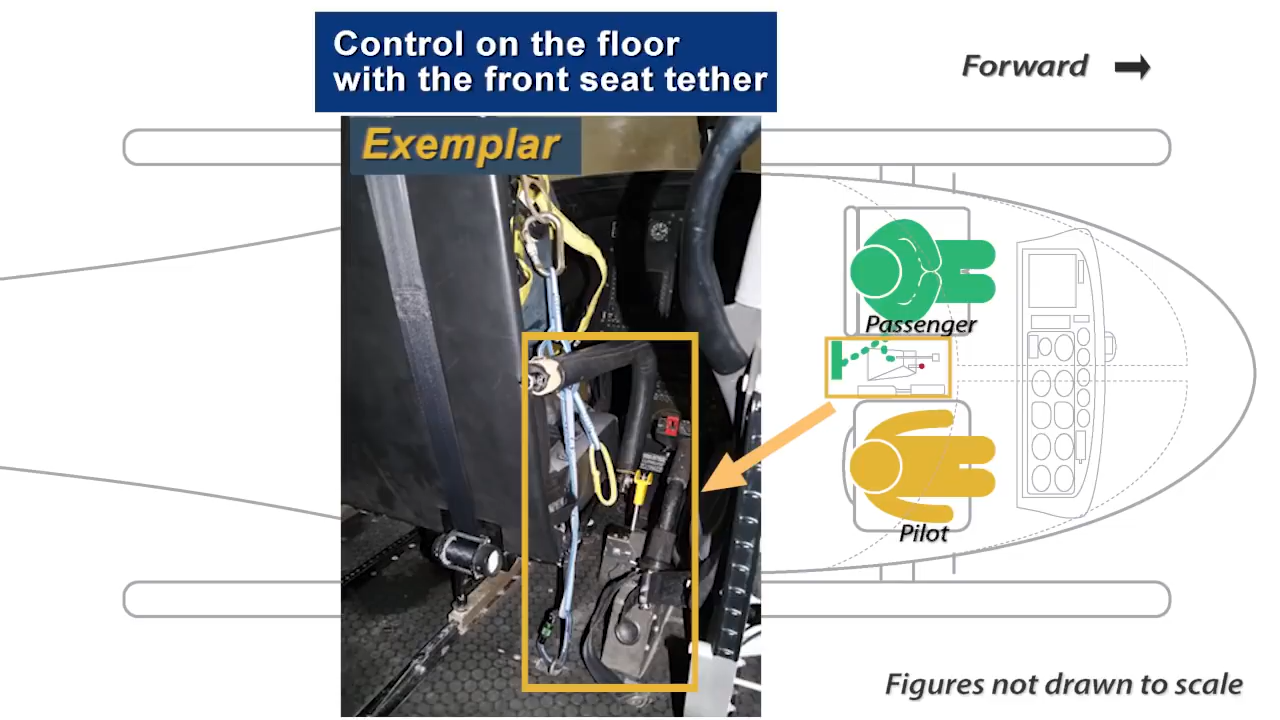 Control on the floor
with the front seat tether
Forward
Exemplar
Passenger
Pilot
Figures not drawn to scale